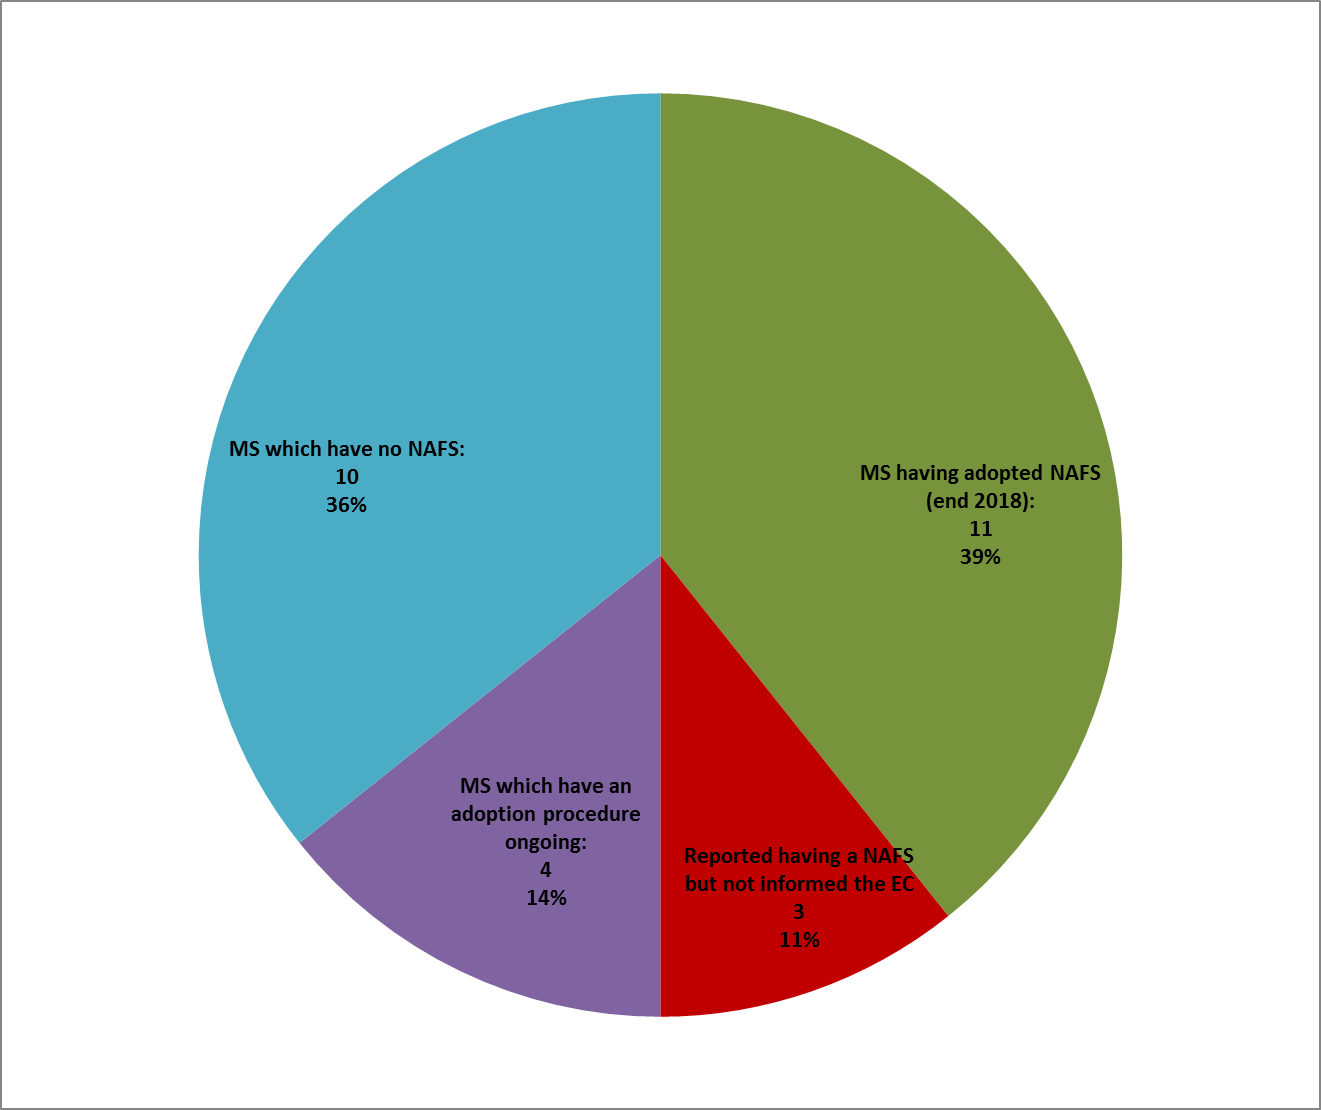 MS which have no NAFS:
10
36%
MS having adopted NAFS
(end 2018):
11
39%
MS which have an
adoption procedure
ongoing:
4
14%
Reported having a NAFS
but not informed the EC
3
11%